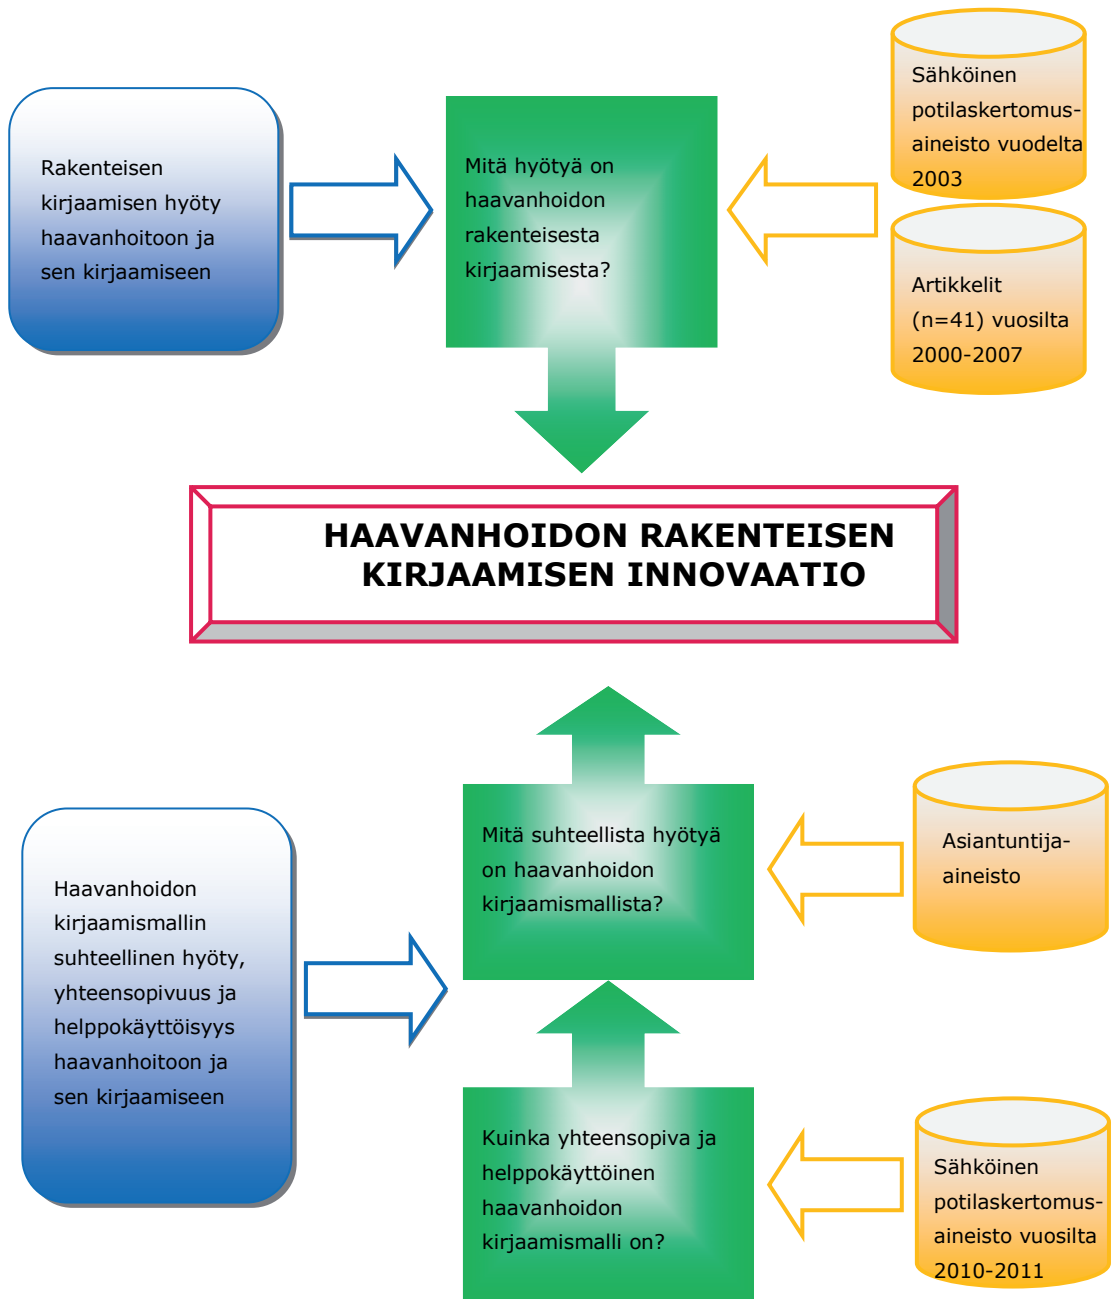 Rakenteisen
kirjaamisen hyöty
haavanhoitoon ja
sen kirjaamiseen
Mitä hyötyä on
haavanhoidon
rakenteisesta
kirjaamisesta?
Sähköinen
potilaskertomus-
aineisto vuodelta
2003
Artikkelit
(n=41) vuosilta
2000-2007
HAAVANHOIDON RAKENTEISEN
KIRJAAMISEN INNOVAATIO
Haavanhoidon
kirjaamismallin
suhteellinen hyöty,
yhteensopivuus ja
helppokäyttöisyys
haavanhoitoon ja
sen kirjaamiseen
Mitä suhteellista hyötyä
on haavanhoidon
kirjaamismallista?
Asiantuntija-
aineisto
Kuinka yhteensopiva ja
helppokäyttöinen
haavanhoidon
kirjaamismalli on?
Sähköinen
potilaskertomus-
aineisto vuosilta
2010-2011